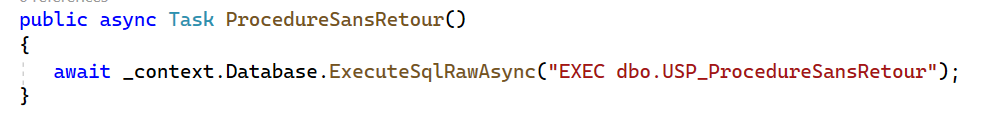 public async Task ProcedureSansRetour()
{
await _context.Database.ExecuteSqlRawAsync("EXEC dbo.USP_ProcedureSansRetour");
}